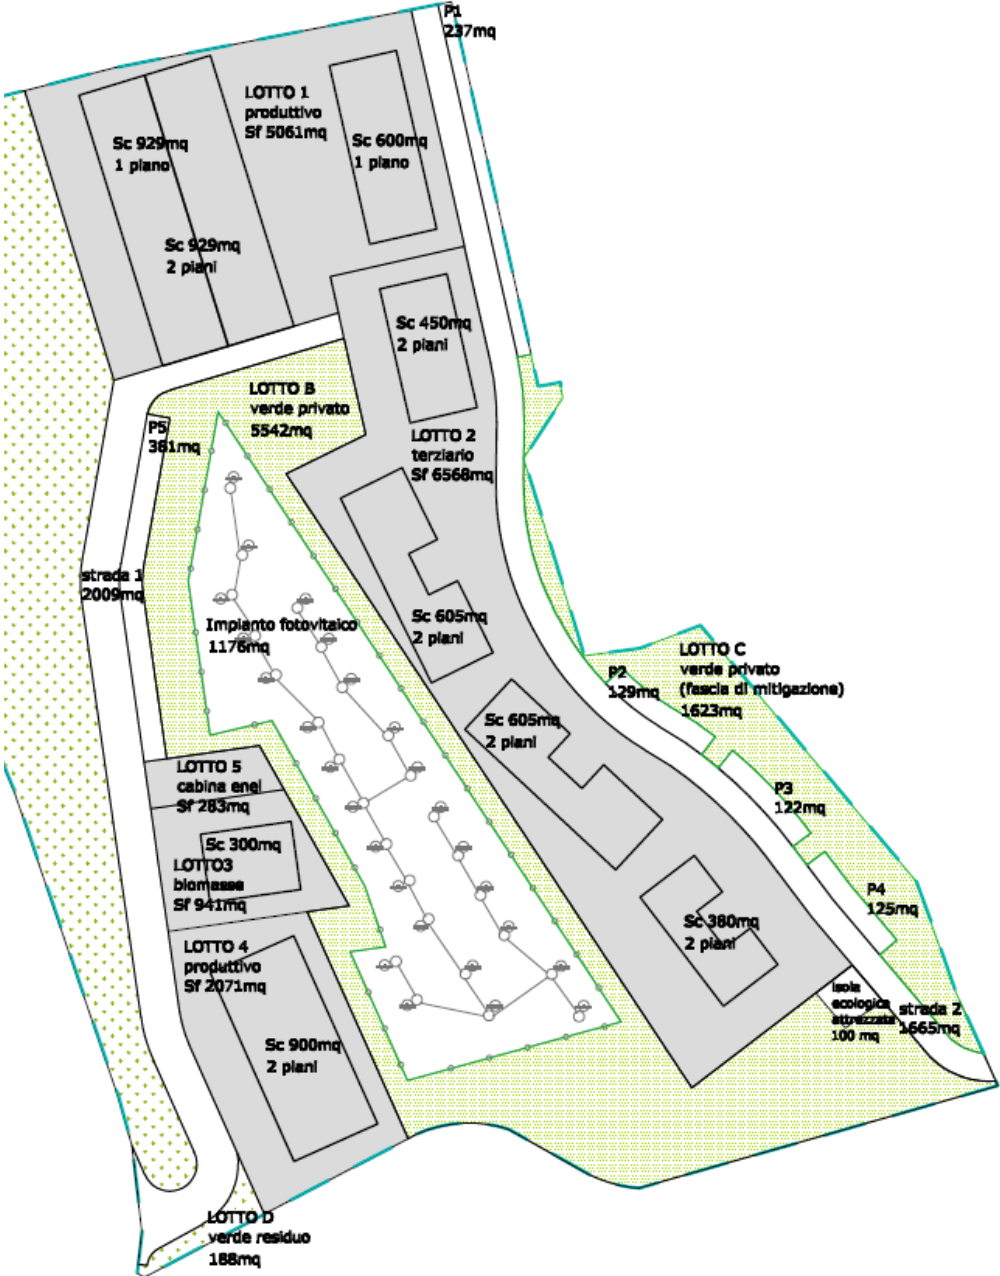 P1
237mq
LOTTO 1
produttivo
Sf 5061mq
Sc 929mq
1 piano
Sc 600mq
1 piano
Sc 929mq
2 piani
Sc 450mq
2 piani
LOTTO B
verde privato
5542mq
P5
381mq
LOTTO 2
terziario
Sf 6568mq
strada 1
2009mq
Impianto fotovltaico
1176mq
Sc 605mq
2 piani
LOTTO C
verde privato
(fascia di mitigazione)
1623mq
P2
129mq
Sc 605mq
2 piani
LOTTO 5
cabina enel
Sf 283mq
P3
122mq
Sc 300mq
LOTTO3
biomasse
Sf 941mq
P4
125mq
Sc 380mq
2 piani
LOTTO 4
produttivo
Sf 2071mq
isola
ecologica
attrezzata
100 mq
strada 2
1665mq
Sc 900mq
2 piani
LOTTO D
verde residuo
188mq